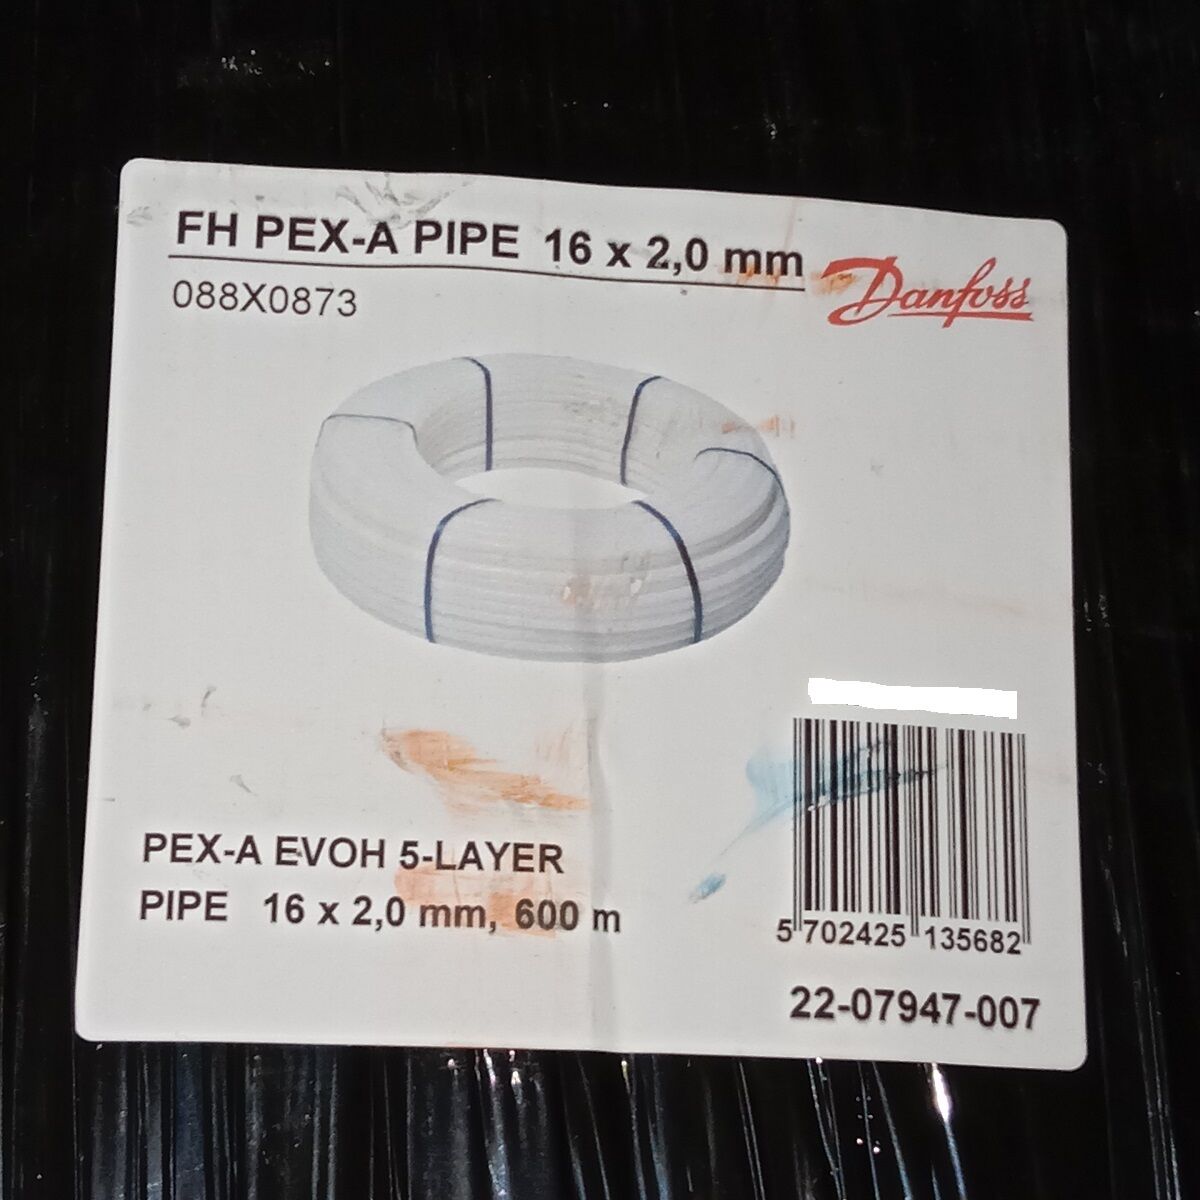 FH PEX-A PIPE 16 x 2,0 mm
088X0873
Danfoss
PEX-A EVOH 5-LAYER
PIPE 16 x 2,0 mm, 600 m
5 702425 135682
22-07947-007